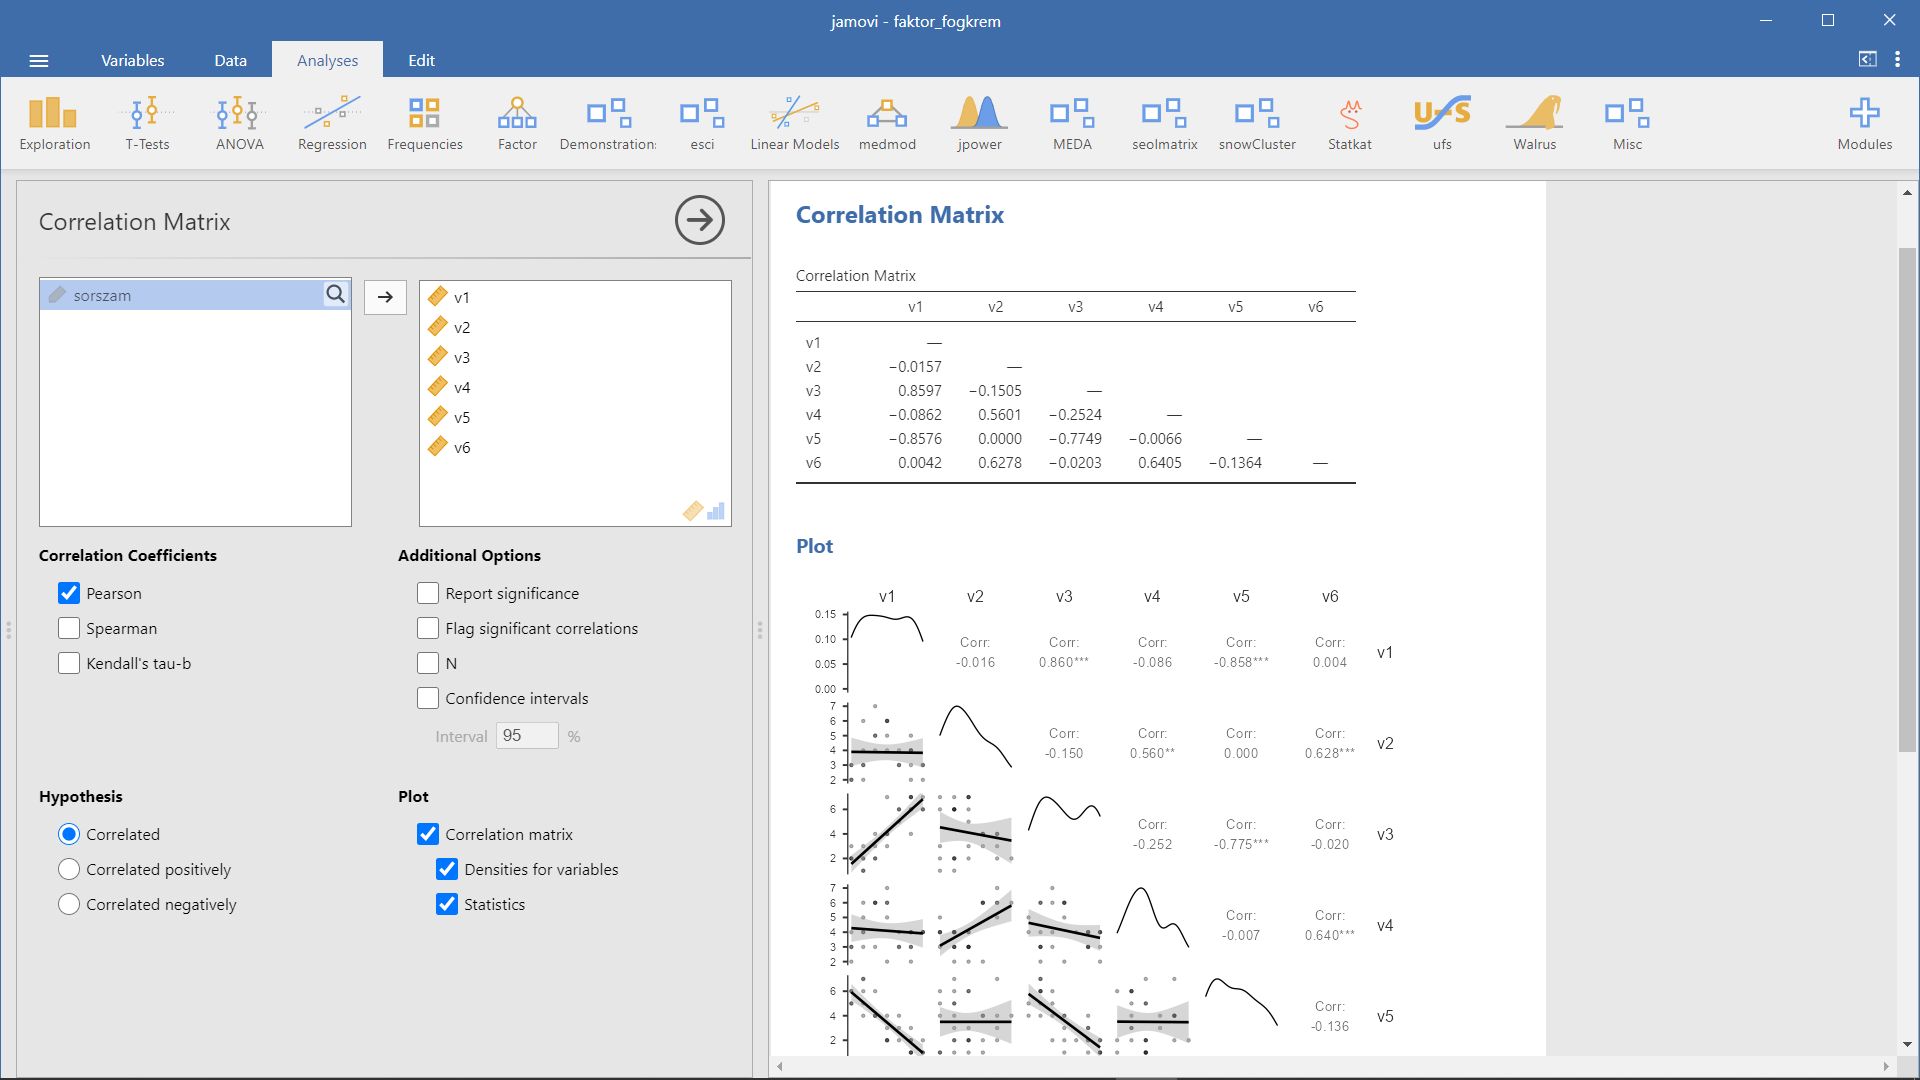 jamovi - faktor_fogkrem
Variables Data Analyses Edit
Exploration T-Tests ANOVA Regression Frequencies Factor Demonstrations esci Linear Models medmod jpower MEDA seolmatrix snowCluster Statkat ufs Walrus Misc Modules
Correlation Matrix
sorszam
v1
v2
v3
v4
v5
v6
Correlation Coefficients
Pearson
Spearman
Kendall's tau-b
Additional Options
Report significance
Flag significant correlations
N
Confidence intervals
Interval 95 %
Hypothesis
Correlated
Correlated positively
Correlated negatively
Plot
Correlation matrix
Densities for variables
Statistics
Correlation Matrix
Correlation Matrix
v1 v2 v3 v4 v5 v6
v1 —
v2 −0.0157 —
v3 0.8597 −0.1505 —
v4 −0.0862 0.5601 −0.2524 —
v5 −0.8576 0.0000 −0.7749 −0.0066 —
v6 0.0042 0.6278 −0.0203 0.6405 −0.1364 —
Plot
v1 v2 v3 v4 v5 v6
0.15
0.10
0.05
0.00
Corr: Corr: Corr: Corr: Corr:
-0.016 0.860*** -0.086 -0.858*** 0.004
v1
7
6
5
4
3
2
Corr: Corr: Corr: Corr:
-0.150 0.560** 0.000 0.628***
v2
6
4
2
Corr: Corr: Corr:
-0.252 -0.775*** -0.020
v3
7
6
5
4
3
2
Corr: Corr:
-0.007 0.640***
v4
6
4
2
Corr:
-0.136
v5